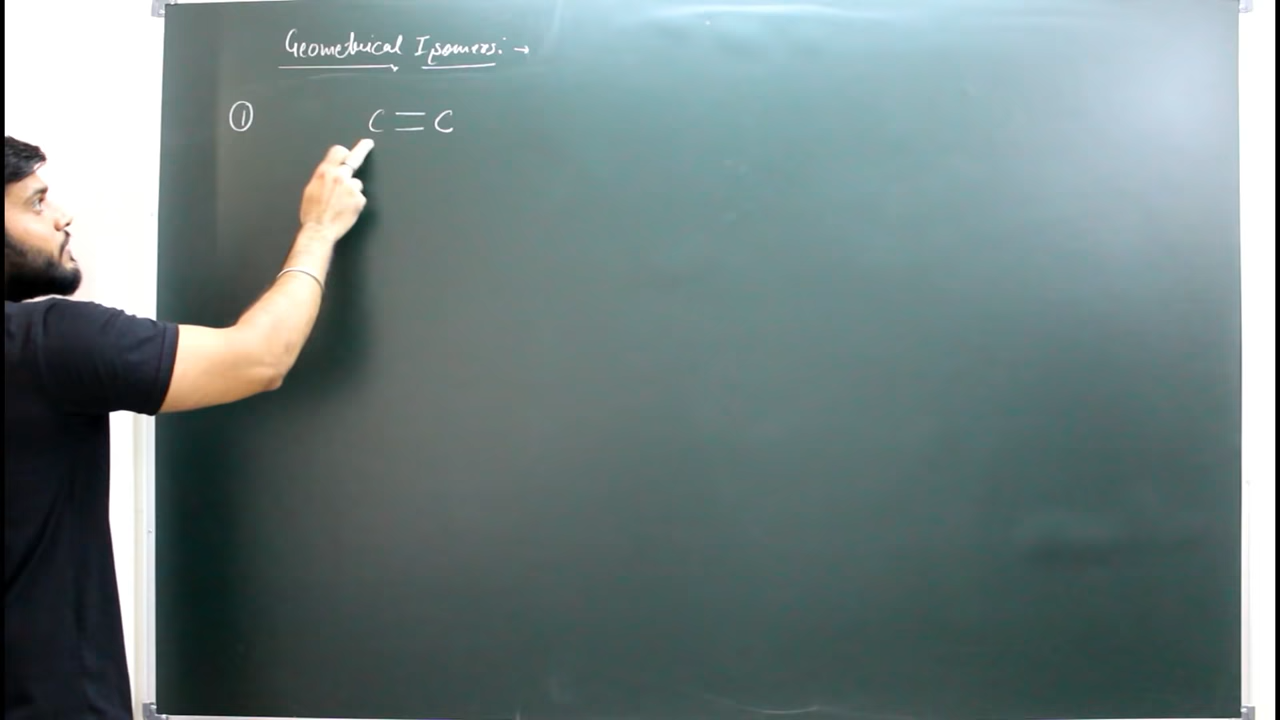 Geometrical Isomers: →
① C=C